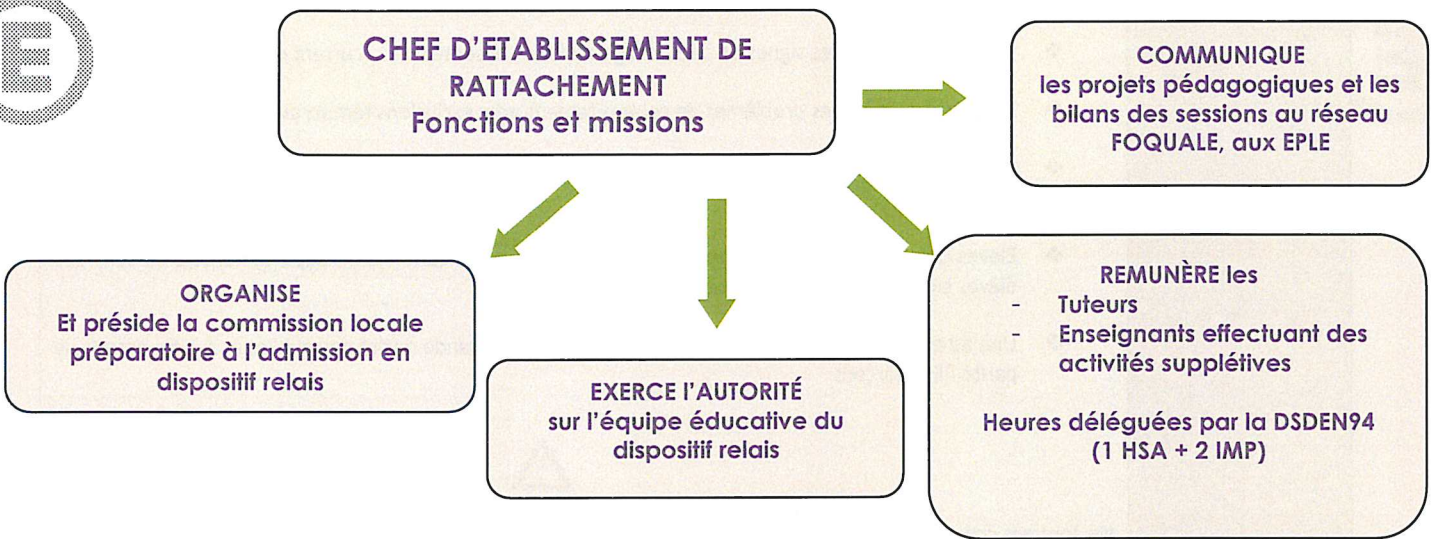 E
CHEF D'ETABLISSEMENT DE
RATTACHEMENT
Fonctions et missions
COMMUNIQUE
les projets pédagogiques et les
bilans des sessions au réseau
FOQUALE, aux EPLE
ORGANISE
Et préside la commission locale
préparatoire à l'admission en
dispositif relais
EXERCE l'AUTORITÉ
sur l'équipe éducative du
dispositif relais
REMUNÈRE les
- Tuteurs
- Enseignants effectuant des
activités supplétives
Heures déléguées par la DSDEN94
(1 HSA + 2 IMP)